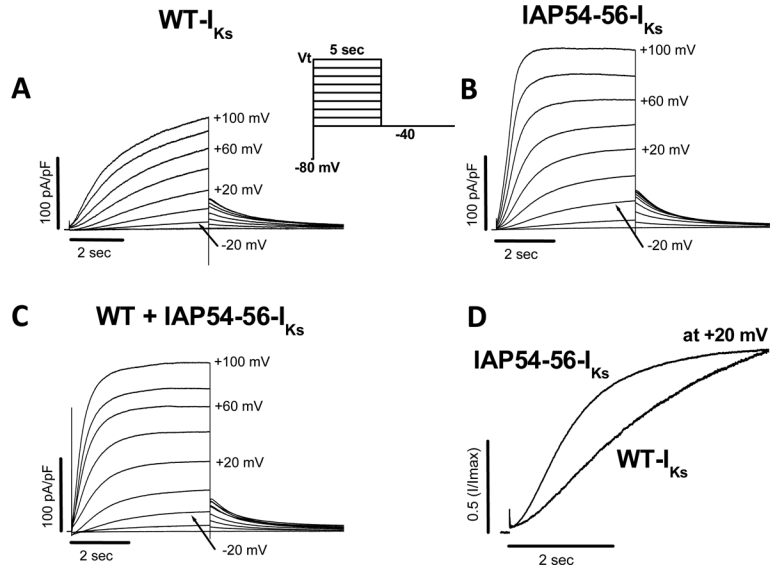 WT-IKs
IAP54-56-IKs
5 sec
Vt
-40
-80 mV
A
+100 mV
+60 mV
+20 mV
-20 mV
100 pA/pF
2 sec
B
+100 mV
+60 mV
+20 mV
-20 mV
100 pA/pF
2 sec
C
WT + IAP54-56-IKs
+100 mV
+60 mV
+20 mV
-20 mV
100 pA/pF
2 sec
D
at +20 mV
IAP54-56-IKs
WT-IKs
0.5 (I/Imax)
2 sec